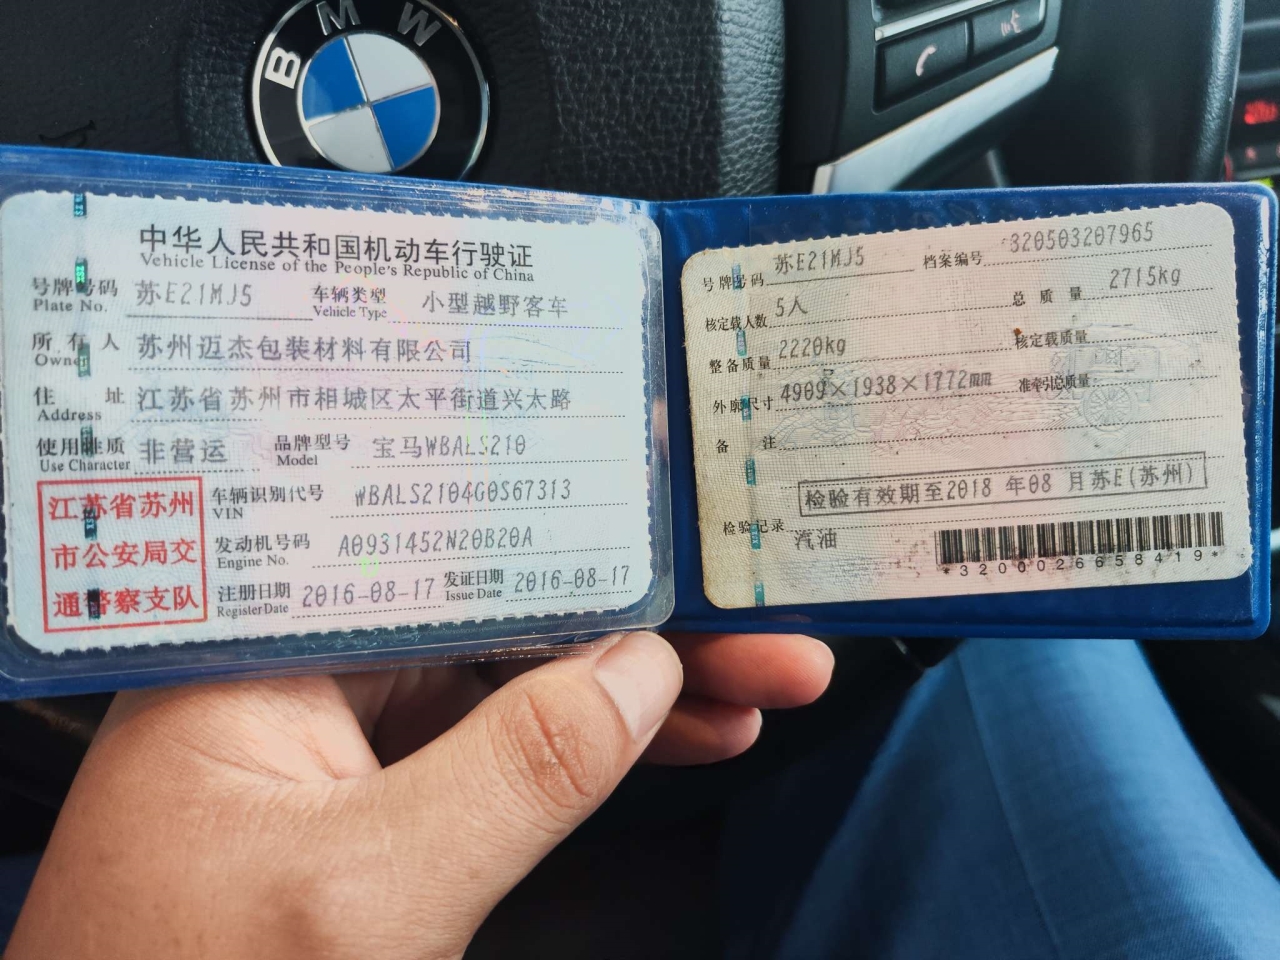 BMW
中华人民共和国机动车行驶证
Vehicle License of the People's Republic of China
号牌号码 苏E21MJ5 车辆类型 小型越野客车
Plate No. Vehicle Type
所有人 苏州迈杰包装材料有限公司
Owner
住址 江苏省苏州市相城区太平街道兴太路
Address
使用性质 非营运 品牌型号 宝马WBALS210
Use Character Model
江苏省苏州
市公安局交
通警察支队
车辆识别代号 WBALS2104G0S67313
VIN
发动机号码 A0931452N20B20A
Engine No.
注册日期 2016-08-17 发证日期 2016-08-17
Register Date Issue Date
号牌号码 苏E21MJ5 档案编号 320503207965
核定载人数 5人 总质量 2715kg
整备质量 2220kg 核定载质量
外廓尺寸 4909×1938×1772mm 准牵引总质量
备注
检验有效期至2018 年08 月苏E(苏州)
检验记录 汽油
*3200026658419*